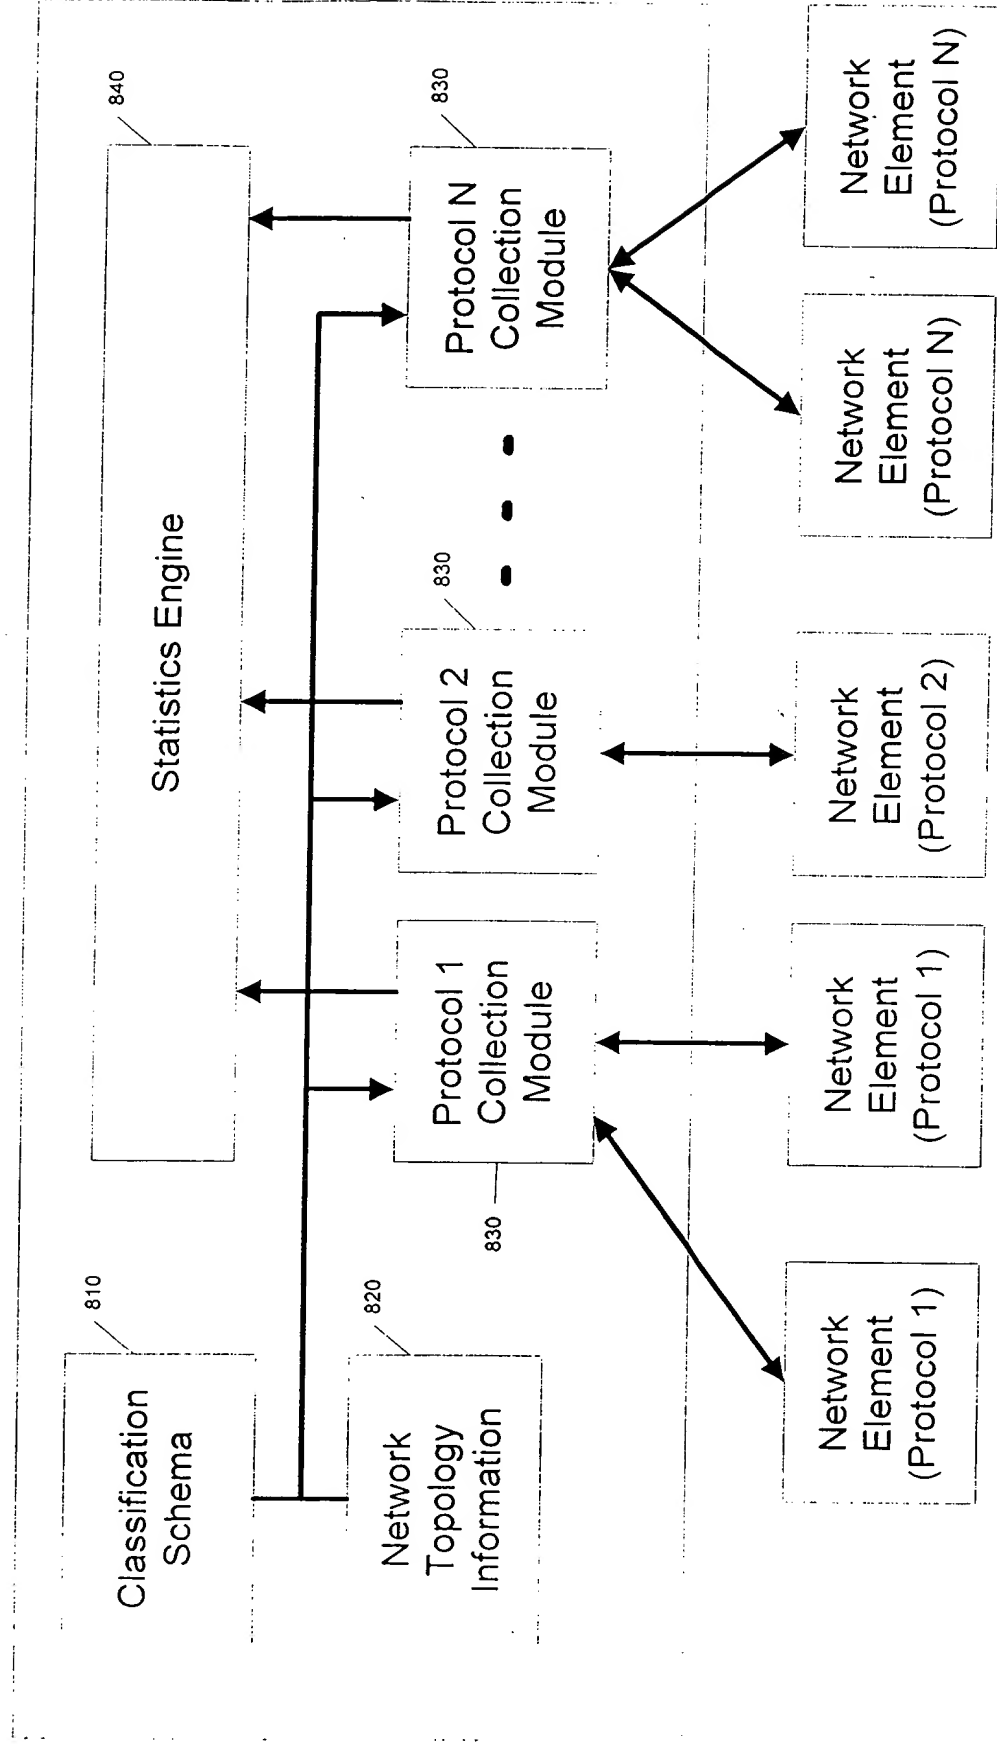 810
Classification
Schema
840
Statistics Engine
820
Network
Topology
Information
830
Protocol 1
Collection
Module
830
Protocol 2
Collection
Module
830
Protocol N
Collection
Module
Network
Element
(Protocol 1)
Network
Element
(Protocol 1)
Network
Element
(Protocol 2)
Network
Element
(Protocol N)
Network
Element
(Protocol N)